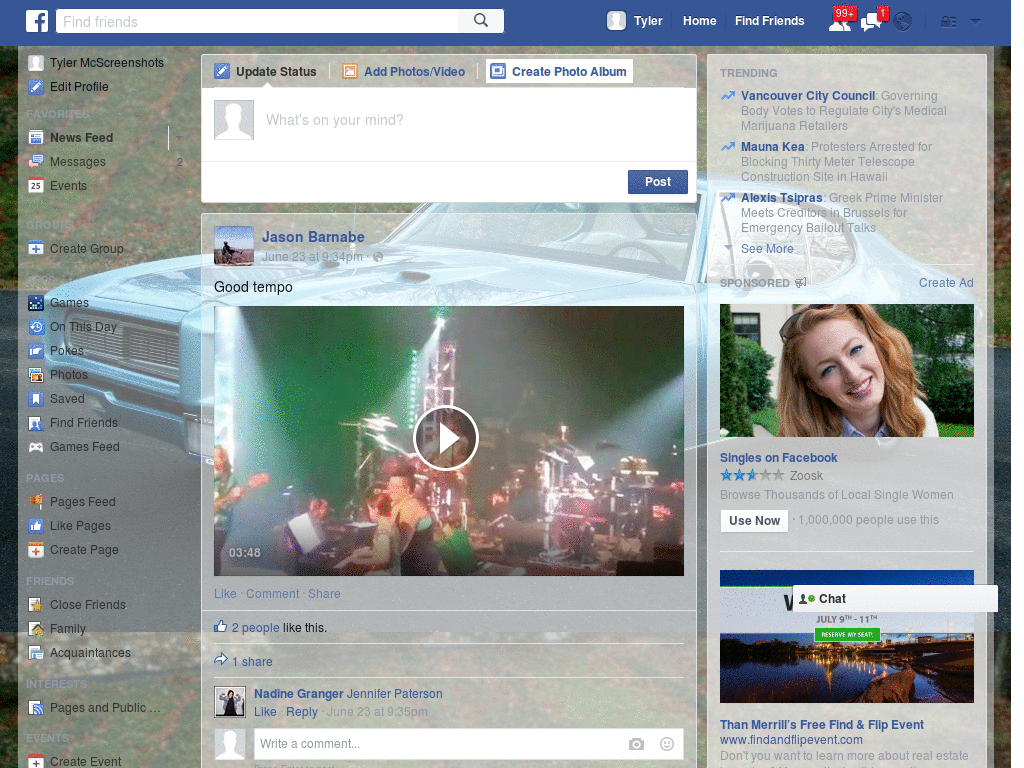 f
Find friends
Tyler
Home
Find Friends
99+
1
Tyler McScreenshots
Edit Profile
FAVORITES
News Feed
Messages 2
25
Events
GROUPS
Create Group
Games
On This Day
Pokes
Photos
Saved
Find Friends
Games Feed
PAGES
Pages Feed
Like Pages
Create Page
FRIENDS
Close Friends
Family
Acquaintances
INTERESTS
Pages and Public ...
EVENTS
Create Event
Update Status
Add Photos/Video
Create Photo Album
What's on your mind?
Post
Jason Barnabe
June 23 at 9:34pm ·
Good tempo
03:48
Like · Comment · Share
2 people like this.
1 share
Nadine Granger Jennifer Paterson
Like · Reply · June 23 at 9:35pm
Write a comment...
TRENDING
Vancouver City Council: Governing
Body Votes to Regulate City's Medical
Marijuana Retailers
Mauna Kea: Protesters Arrested for
Blocking Thirty Meter Telescope
Construction Site in Hawaii
Alexis Tsipras: Greek Prime Minister
Meets Creditors in Brussels for
Emergency Bailout Talks
See More
SPONSORED
Create Ad
Singles on Facebook
Zoosk
Browse Thousands of Local Single Women
Use Now · 1,000,000 people use this
Chat
JULY 9TH - 11TH
RESERVE MY SEAT!
Than Merrill's Free Find & Flip Event
www.findandflipevent.com
Don't you want to learn more about real estate